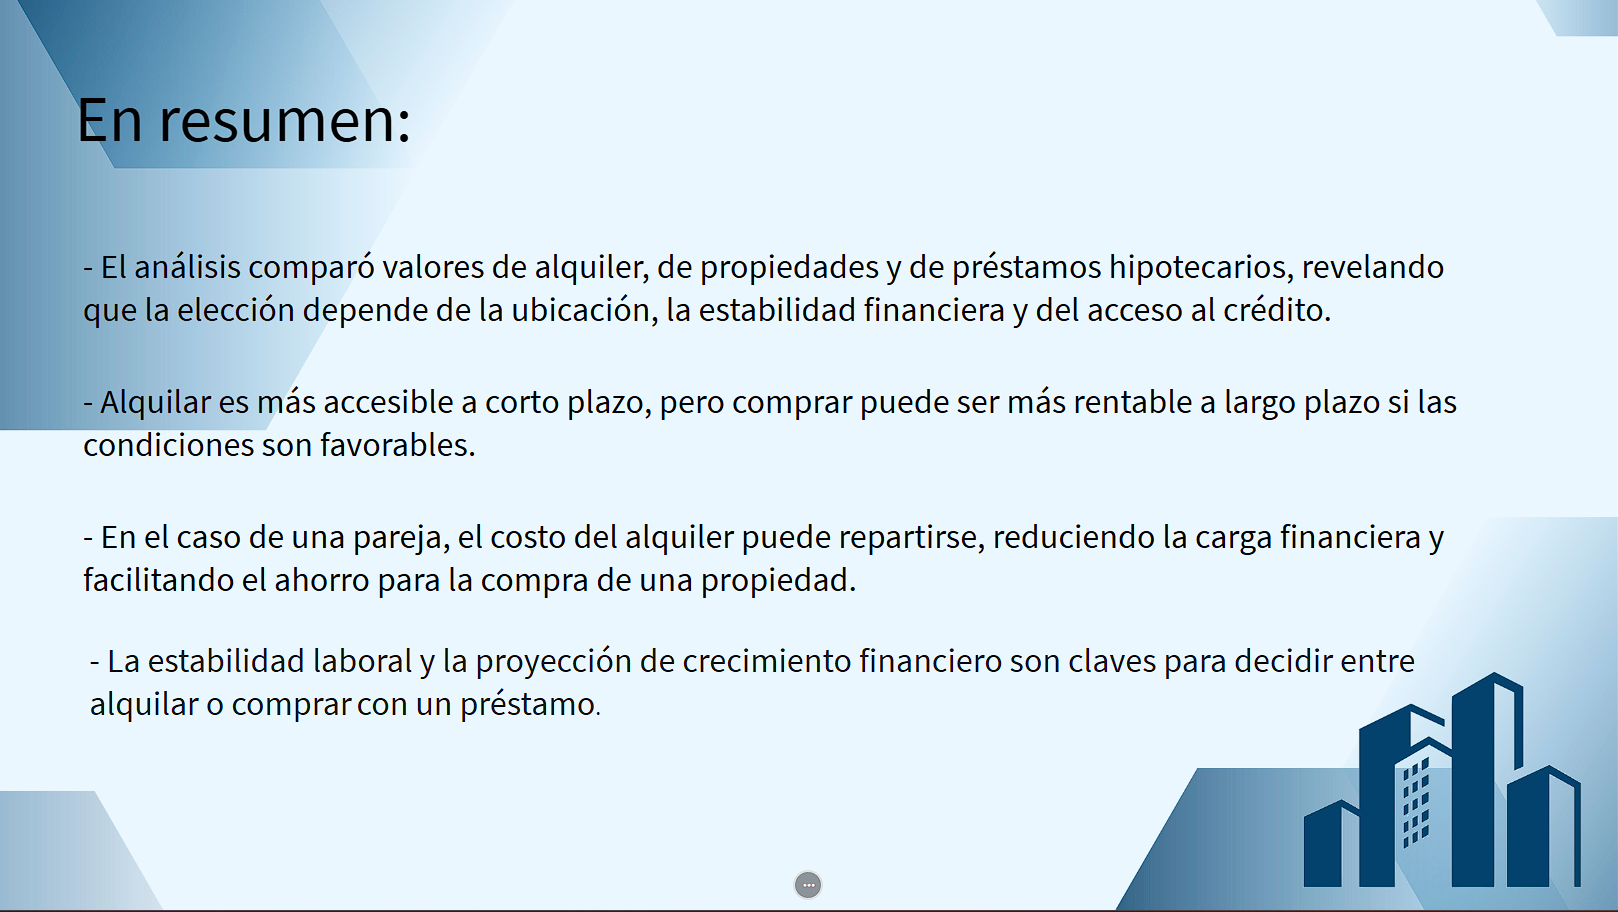 En resumen:
- El análisis comparó valores de alquiler, de propiedades y de préstamos hipotecarios, revelando
que la elección depende de la ubicación, la estabilidad financiera y del acceso al crédito.
- Alquilar es más accesible a corto plazo, pero comprar puede ser más rentable a largo plazo si las
condiciones son favorables.
- En el caso de una pareja, el costo del alquiler puede repartirse, reduciendo la carga financiera y
facilitando el ahorro para la compra de una propiedad.
- La estabilidad laboral y la proyección de crecimiento financiero son claves para decidir entre
alquilar o comprar con un préstamo.